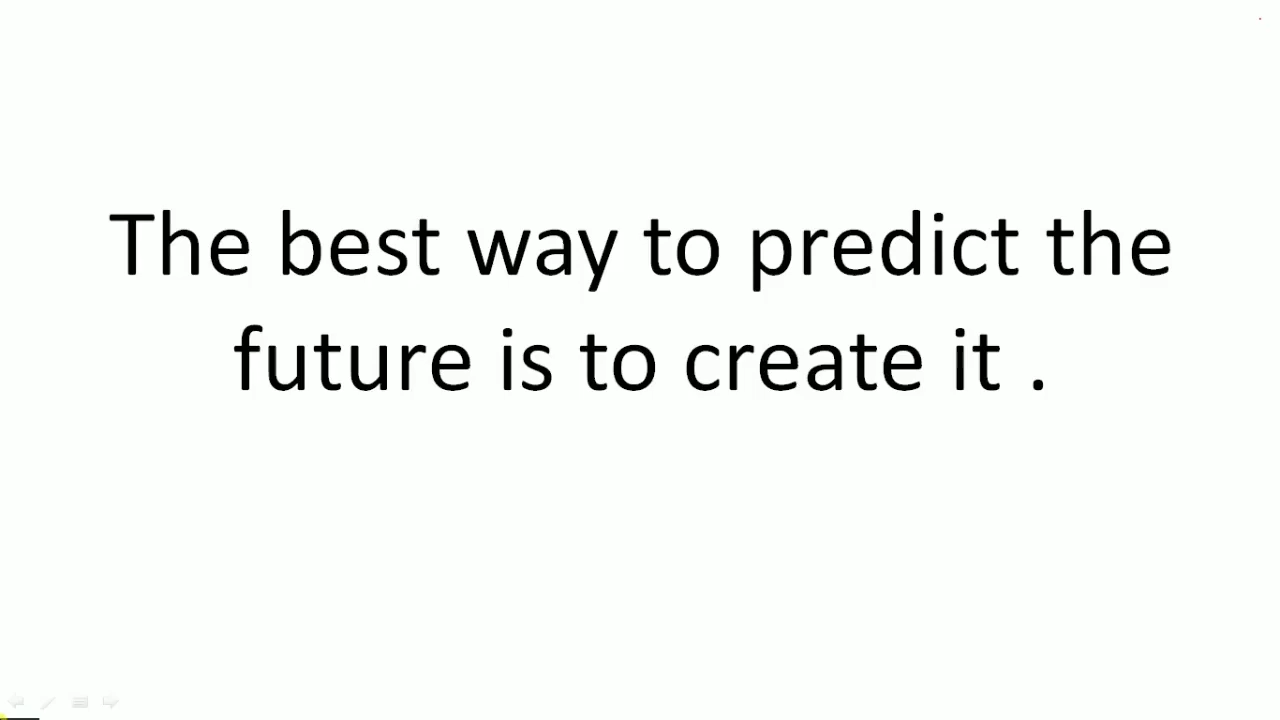 The best way to predict the
future is to create it .